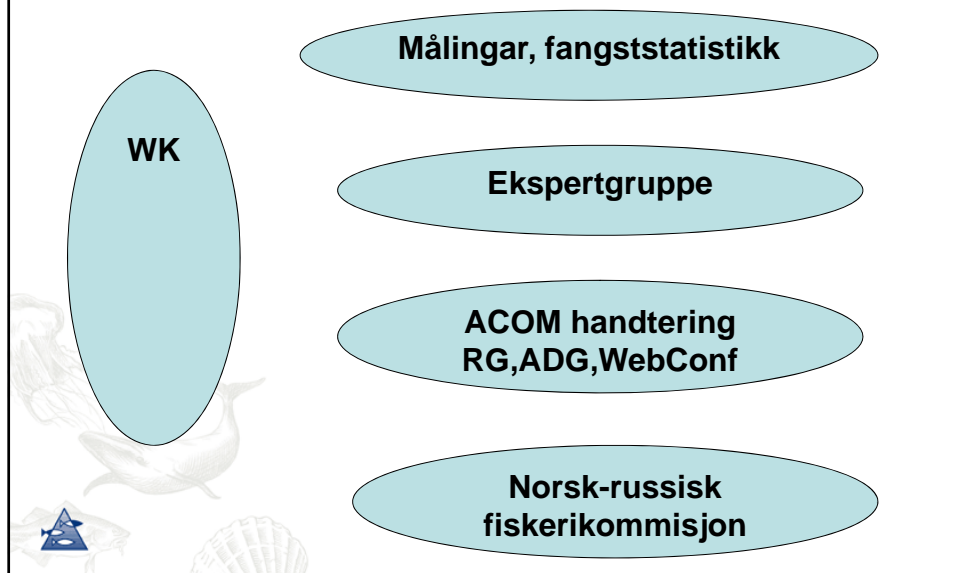 Målingar, fangststatistikk
WK
Ekspertgruppe
ACOM handtering
RG,ADG,WebConf
Norsk-russisk
fiskerikommisjon